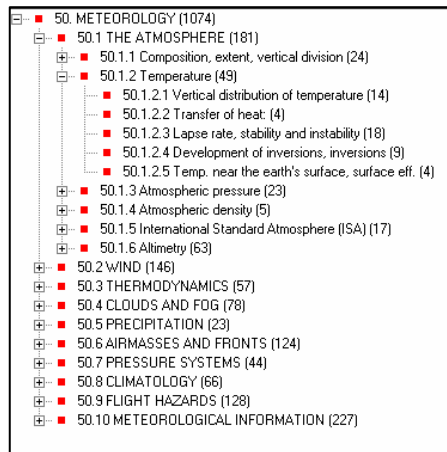 50. METEOROLOGY (1074)
50.1 THE ATMOSPHERE (181)
50.1.1 Composition, extent, vertical division (24)
50.1.2 Temperature (49)
50.1.2.1 Vertical distribution of temperature (14)
50.1.2.2 Transfer of heat: (4)
50.1.2.3 Lapse rate, stability and instability (18)
50.1.2.4 Development of inversions, inversions (9)
50.1.2.5 Temp. near the earth's surface, surface eff. (4)
50.1.3 Atmospheric pressure (23)
50.1.4 Atmospheric density (5)
50.1.5 International Standard Atmosphere (ISA) (17)
50.1.6 Altimetry (63)
50.2 WIND (146)
50.3 THERMODYNAMICS (57)
50.4 CLOUDS AND FOG (78)
50.5 PRECIPITATION (23)
50.6 AIRMASSES AND FRONTS (124)
50.7 PRESSURE SYSTEMS (44)
50.8 CLIMATOLOGY (66)
50.9 FLIGHT HAZARDS (128)
50.10 METEOROLOGICAL INFORMATION (227)